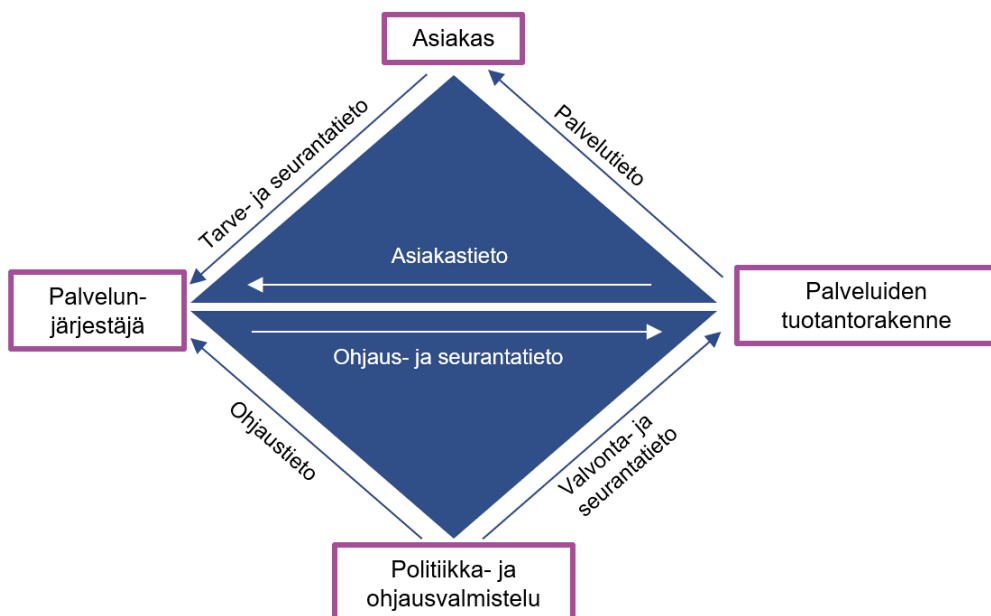 Asiakas
Tarve- ja seurantatieto
Palvelutieto
Asiakastieto
Palvelun-
järjestäjä
Palveluiden
tuotantorakenne
Ohjaus- ja seurantatieto
Ohjaustieto
Valvonta- ja
seurantatieto
Politiikka- ja
ohjausvalmistelu